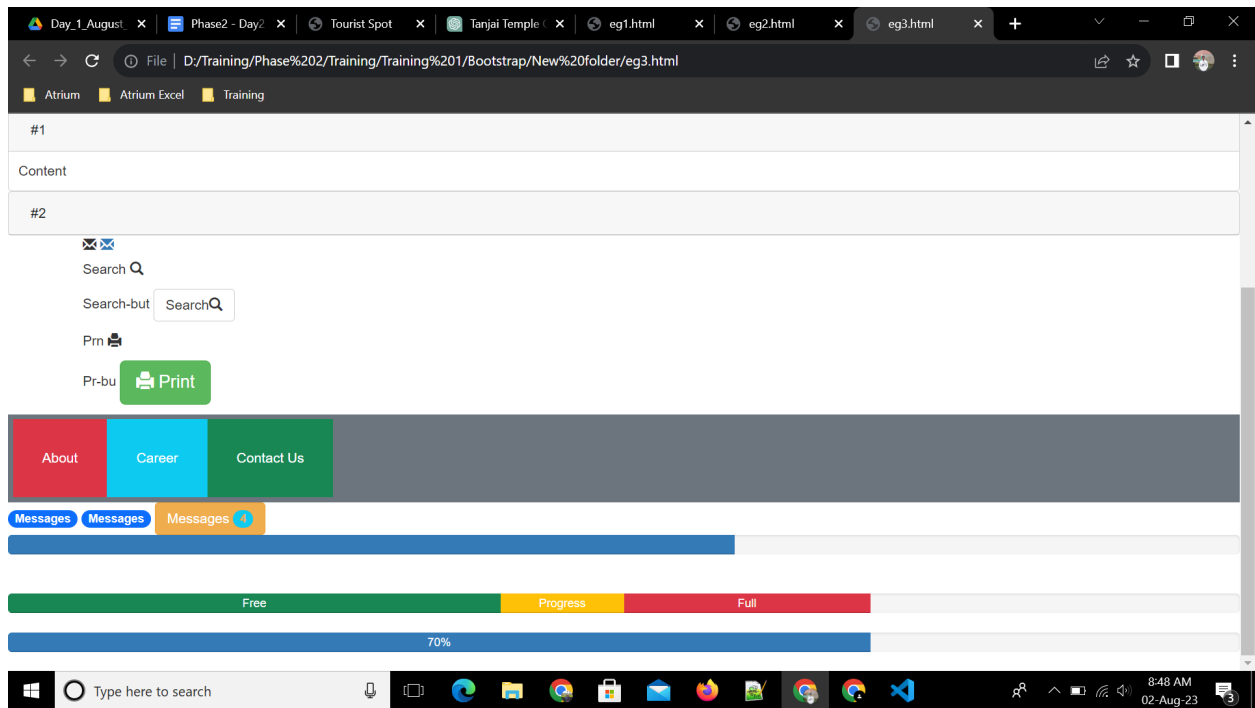 Day_1_August_ Phase2 - Day2 Tourist Spot Tanjai Temple eg1.html eg2.html eg3.html
File | D:/Training/Phase%202/Training/Training%201/Bootstrap/New%20folder/eg3.html
Atrium Atrium Excel Training
#1
Content
#2
Search
Search-but Search
Prn
Pr-bu Print
About Career Contact Us
Messages Messages Messages 4
Free Progress Full
70%
Type here to search 8:48 AM
02-Aug-23 3